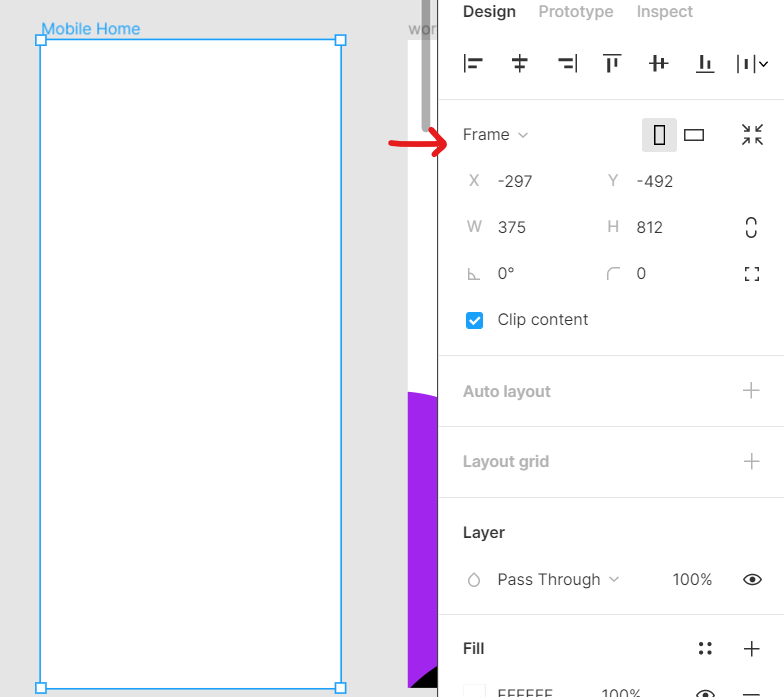 Design Prototype Inspect
Mobile Home
wor
Frame
X -297 Y -492
W 375 H 812
0° 0
Clip content
Auto layout
Layout grid
Layer
Pass Through 100%
Fill
FFFFFF 100%